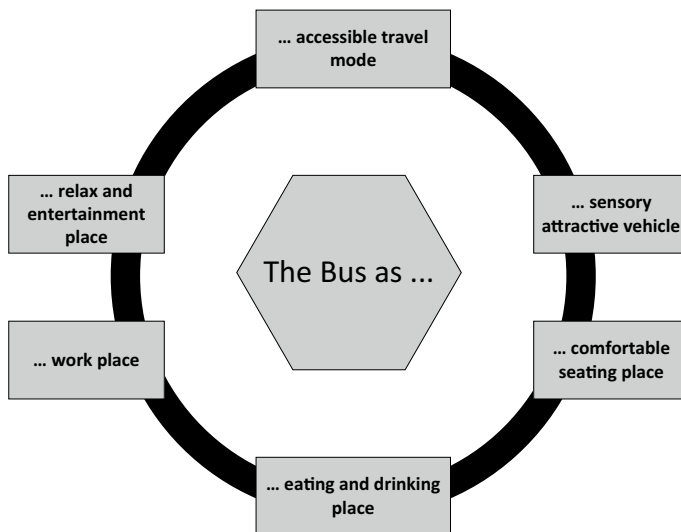 ... accessible travel
mode
... relax and
entertainment
place
... sensory
attractive vehicle
The Bus as ...
... work place
... comfortable
seating place
... eating and drinking
place